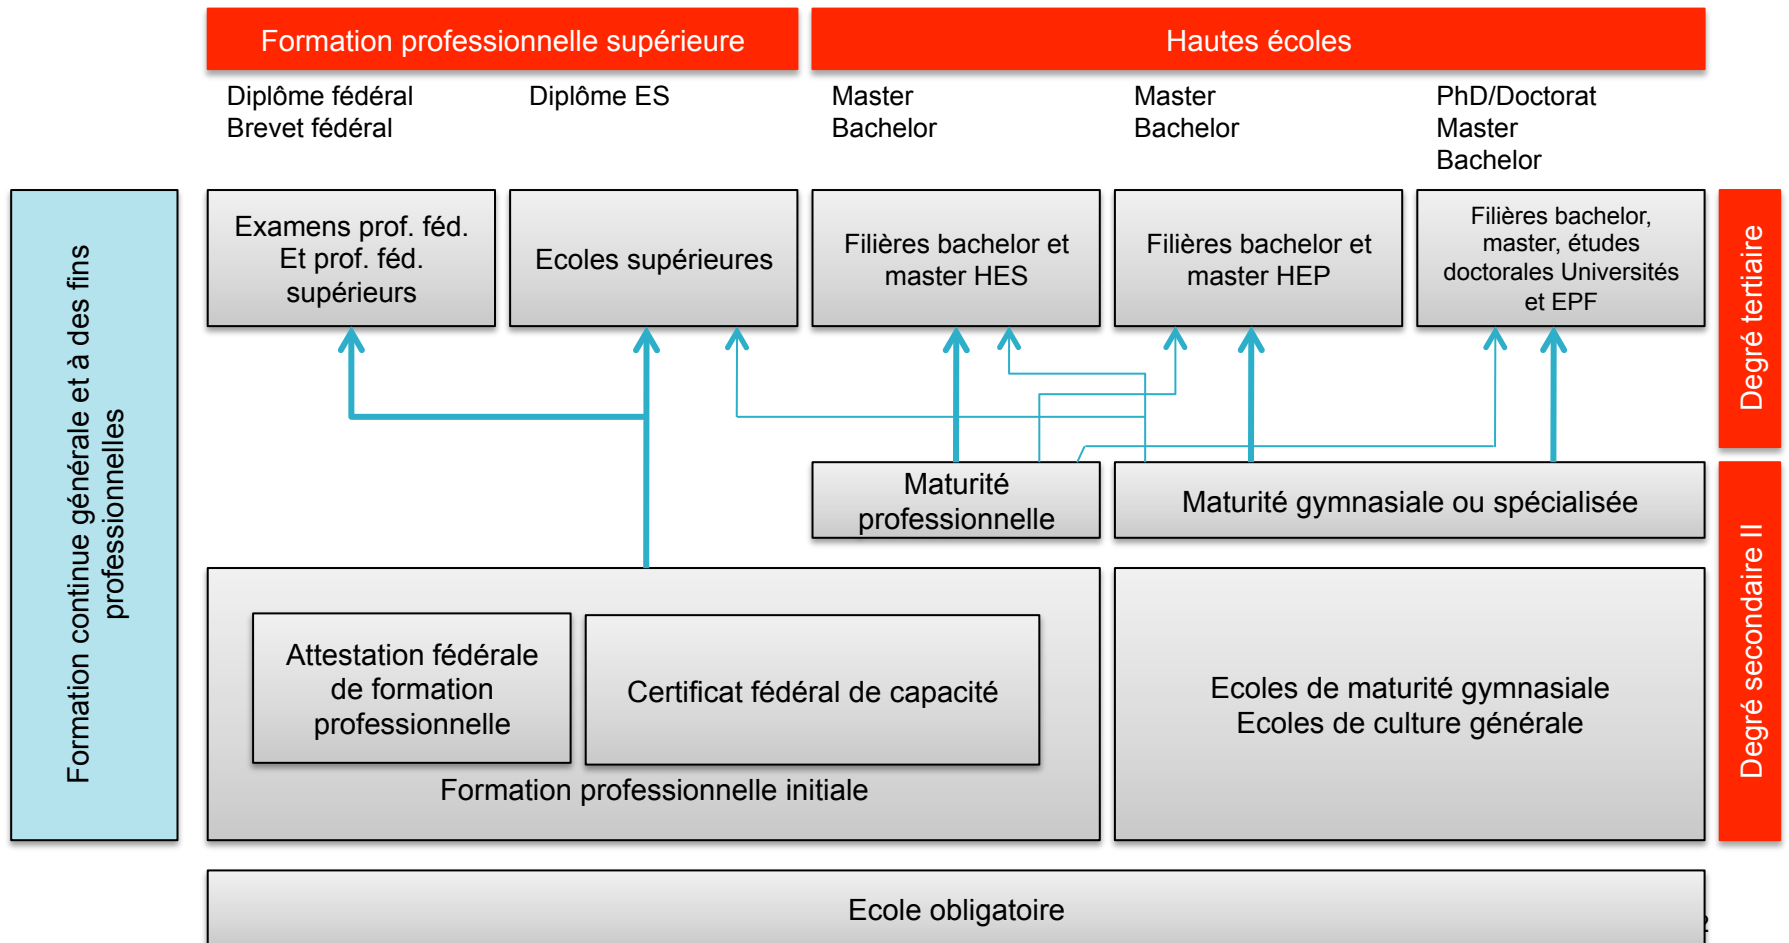 Formation professionnelle supérieure
Hautes écoles
Diplôme fédéral
Brevet fédéral
Diplôme ES
Master
Bachelor
Master
Bachelor
PhD/Doctorat
Master
Bachelor
Formation continue générale et à des fins
professionnelles
Examens prof. féd.
Et prof. féd.
supérieurs
Ecoles supérieures
Filières bachelor et
master HES
Filières bachelor et
master HEP
Filières bachelor,
master, études
doctorales Universités
et EPF
Degré tertiaire
Maturité
professionnelle
Maturité gymnasiale ou spécialisée
Degré secondaire II
Attestation fédérale
de formation
professionnelle
Certificat fédéral de capacité
Formation professionnelle initiale
Ecoles de maturité gymnasiale
Ecoles de culture générale
Ecole obligatoire